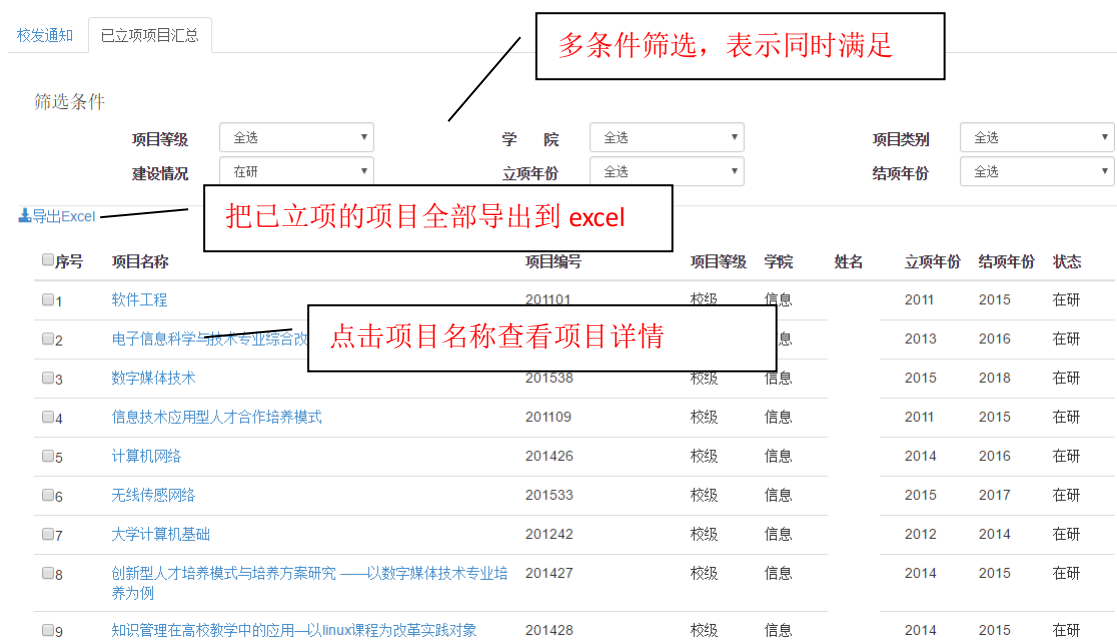 校发通知 已立项项目汇总
多条件筛选，表示同时满足
筛选条件
项目等级 全选 学 院 全选 项目类别 全选
建设情况 在研 立项年份 全选 结项年份 全选
导出Excel
把已立项的项目全部导出到 excel
序号 项目名称 项目编号 项目等级 学院 姓名 立项年份 结项年份 状态
1 软件工程 201101 校级 信息 2011 2015 在研
点击项目名称查看项目详情
2 电子信息科学与技术专业综合改 息 2013 2016 在研
3 数字媒体技术 201538 校级 信息 2015 2018 在研
4 信息技术应用型人才合作培养模式 201109 校级 信息 2011 2015 在研
5 计算机网络 201426 校级 信息 2014 2016 在研
6 无线传感网络 201533 校级 信息 2015 2017 在研
7 大学计算机基础 201242 校级 信息 2012 2014 在研
8 创新型人才培养模式与培养方案研究 ——以数字媒体技术专业培 201427 校级 信息 2014 2015 在研
养为例
9 知识管理在高校教学中的应用—以linux课程为改革实践对象 201428 校级 信息 2014 2015 在研